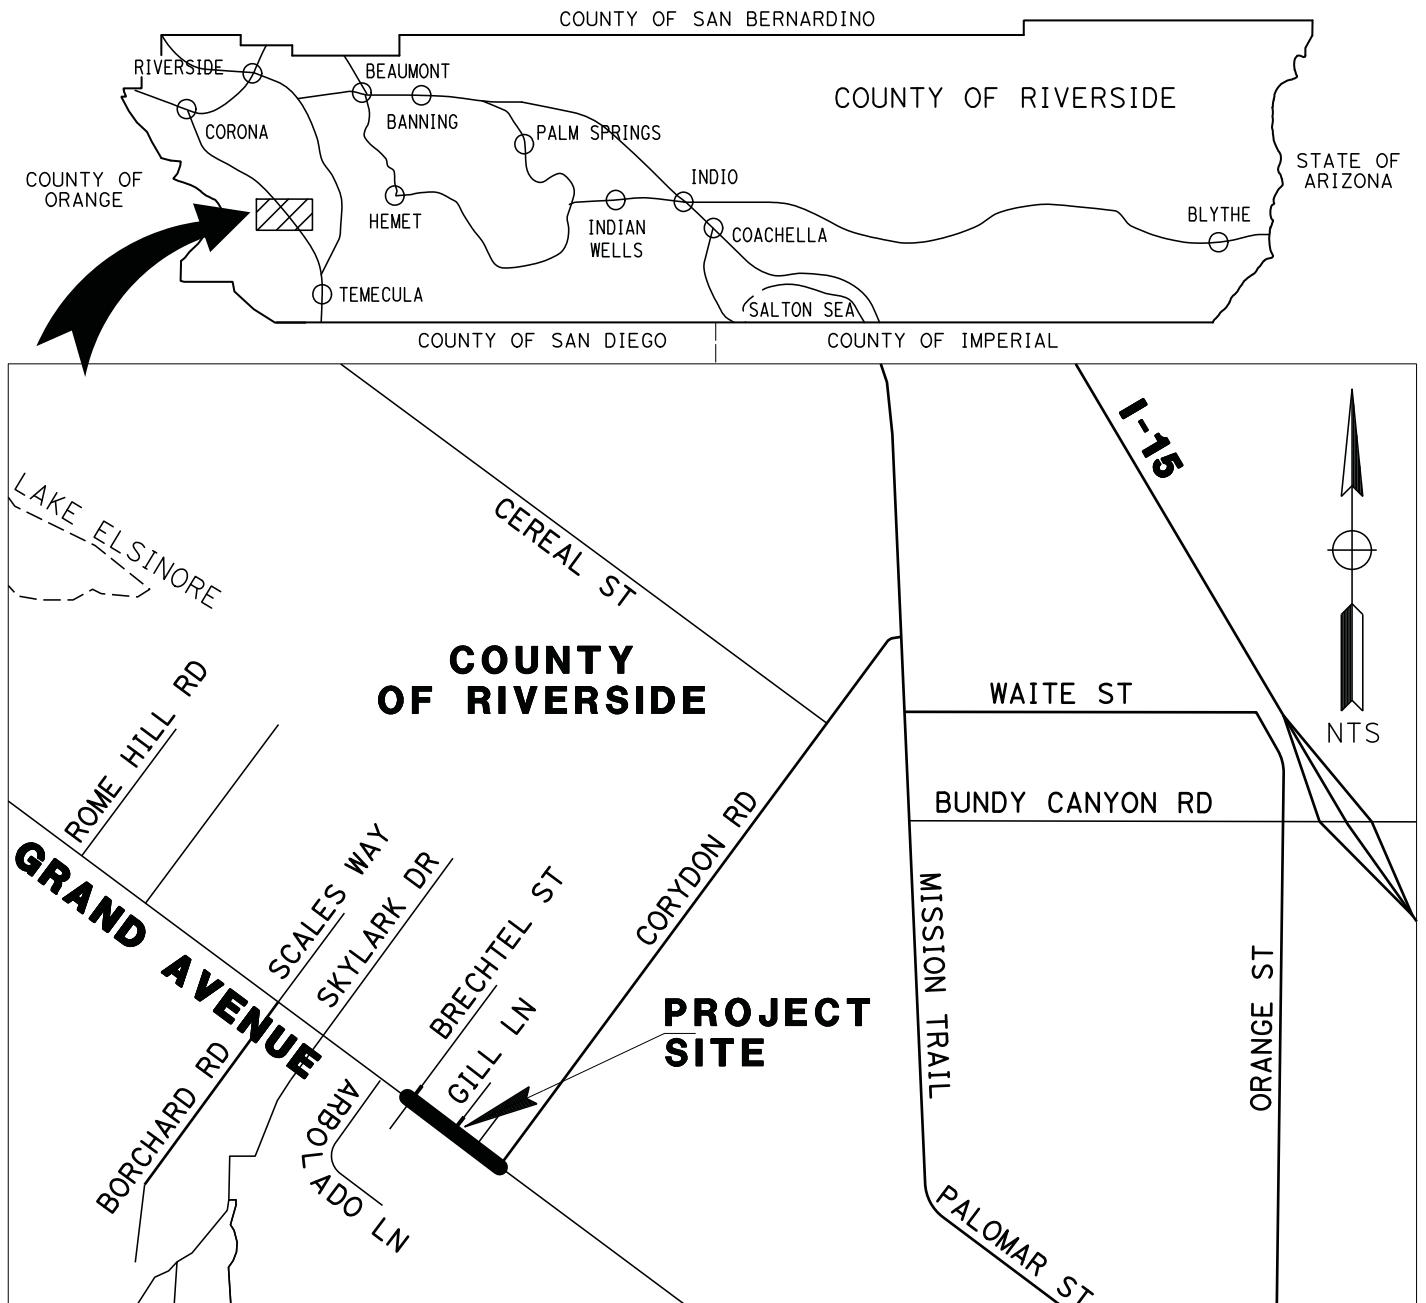 COUNTY OF SAN BERNARDINO
RIVERSIDE
BEAUMONT
COUNTY OF RIVERSIDE
CORONA
BANNING
PALM SPRINGS
STATE OF
ARIZONA
COUNTY OF
ORANGE
INDIO
HEMET
INDIAN
WELLS
COACHELLA
BLYTHE
TEMECULA
SALTON SEA
COUNTY OF SAN DIEGO
COUNTY OF IMPERIAL
I-15
LAKE ELSINORE
CEREAL ST
COUNTY
OF RIVERSIDE
ROME HILL RD
WAITE ST
NTS
BUNDY CANYON RD
GRAND AVENUE
SCALES WAY
SKYLARK DR
BRECHTEL ST
CORYDON RD
MISSION TRAIL
ORANGE ST
GILL LN
PROJECT
SITE
BORCHARD RD
ARBOLADO LN
PALOMAR ST